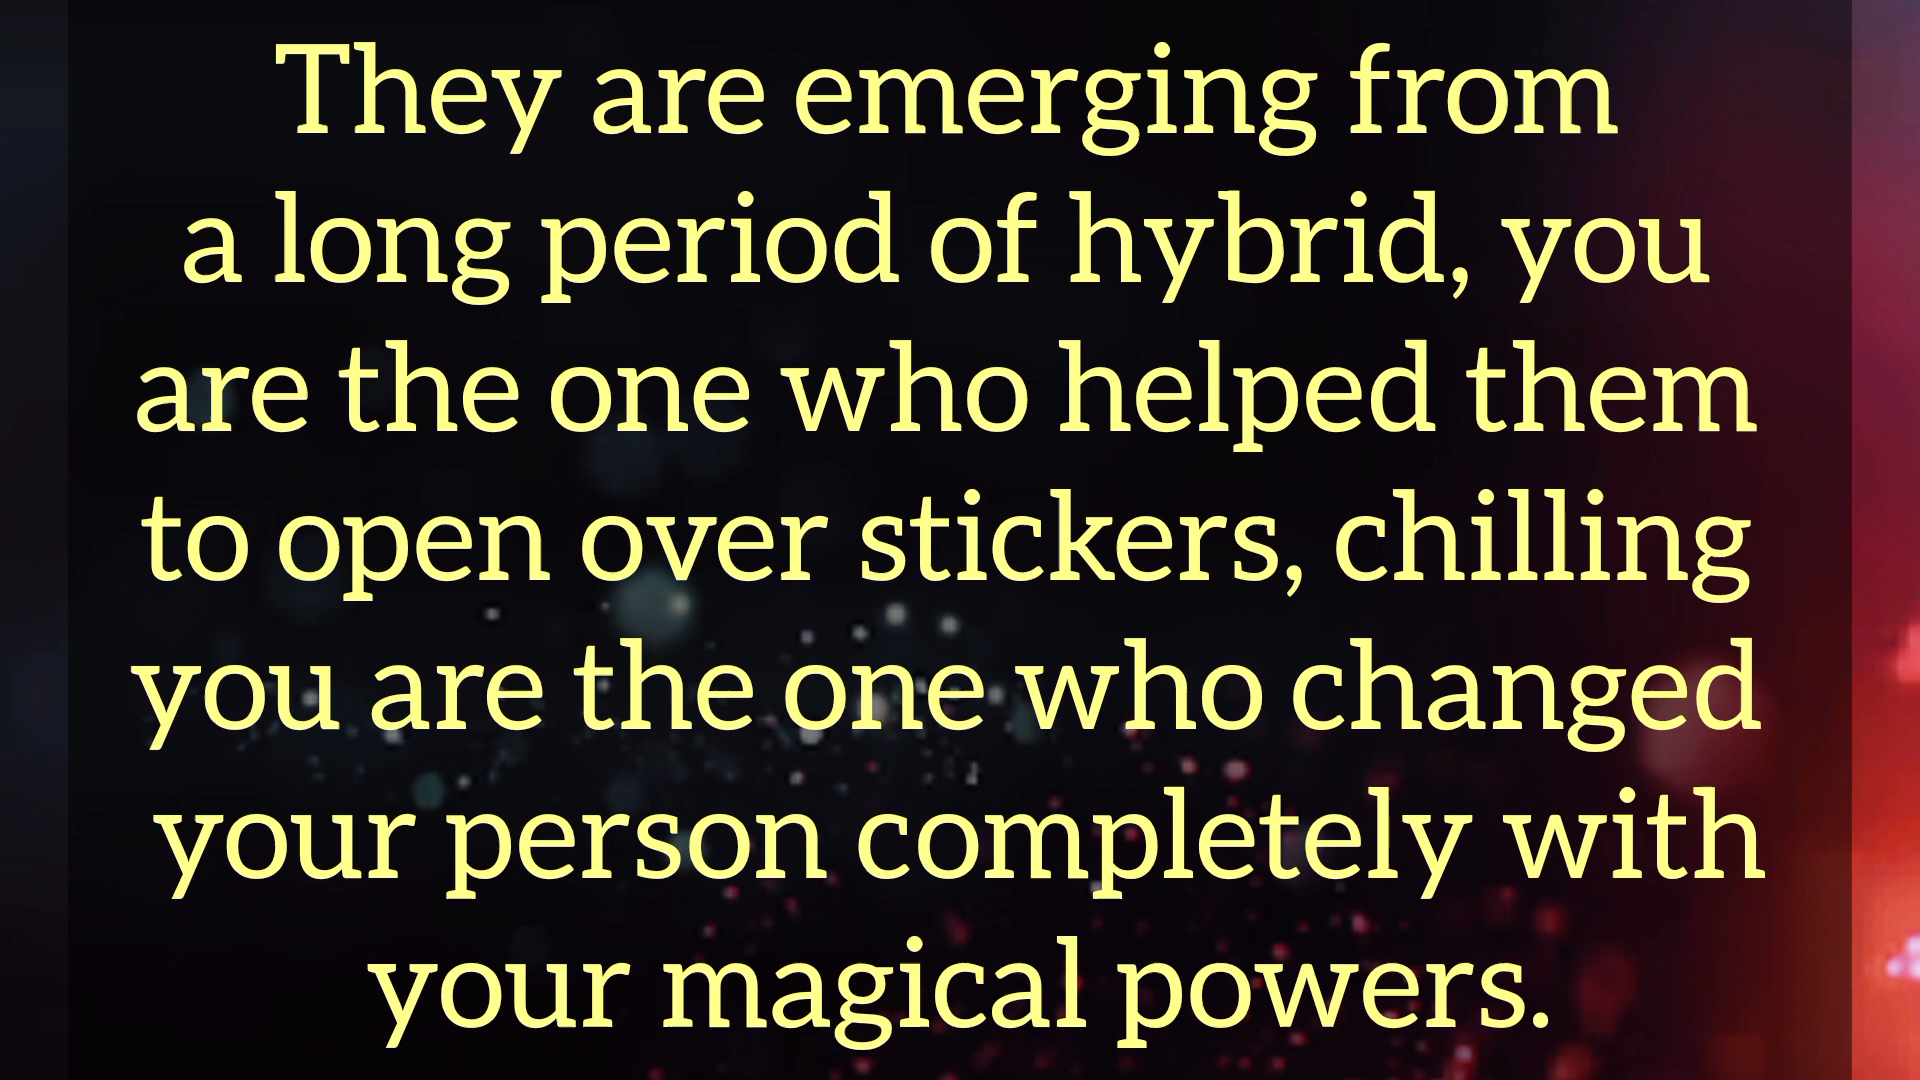 They are emerging from
a long period of hybrid, you
are the one who helped them
to open over stickers, chilling
you are the one who changed
your person completely with
your magical powers.